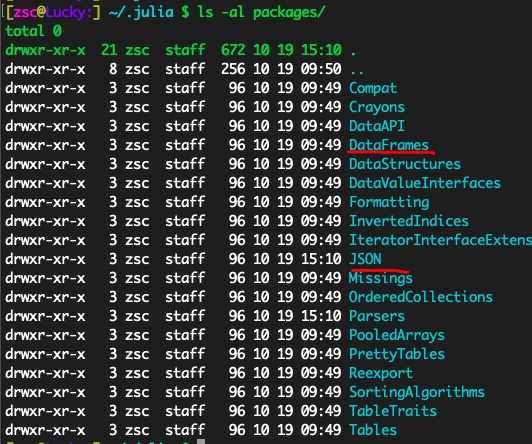 [zsc@Lucky:] ~/.julia $ ls -al packages/
total 0
drwxr-xr-x 21 zsc staff 672 10 19 15:10 .
drwxr-xr-x 8 zsc staff 256 10 19 09:50 ..
drwxr-xr-x 3 zsc staff 96 10 19 09:49 Compat
drwxr-xr-x 3 zsc staff 96 10 19 09:49 Crayons
drwxr-xr-x 3 zsc staff 96 10 19 09:49 DataAPI
drwxr-xr-x 3 zsc staff 96 10 19 09:49 DataFrames
drwxr-xr-x 3 zsc staff 96 10 19 09:49 DataStructures
drwxr-xr-x 3 zsc staff 96 10 19 09:49 DataValueInterfaces
drwxr-xr-x 3 zsc staff 96 10 19 09:49 Formatting
drwxr-xr-x 3 zsc staff 96 10 19 09:49 InvertedIndices
drwxr-xr-x 3 zsc staff 96 10 19 09:49 IteratorInterfaceExtens
drwxr-xr-x 3 zsc staff 96 10 19 15:10 JSON
drwxr-xr-x 3 zsc staff 96 10 19 09:49 Missings
drwxr-xr-x 3 zsc staff 96 10 19 09:49 OrderedCollections
drwxr-xr-x 3 zsc staff 96 10 19 15:10 Parsers
drwxr-xr-x 3 zsc staff 96 10 19 09:49 PooledArrays
drwxr-xr-x 3 zsc staff 96 10 19 09:49 PrettyTables
drwxr-xr-x 3 zsc staff 96 10 19 09:49 Reexport
drwxr-xr-x 3 zsc staff 96 10 19 09:49 SortingAlgorithms
drwxr-xr-x 3 zsc staff 96 10 19 09:49 TableTraits
drwxr-xr-x 3 zsc staff 96 10 19 09:49 Tables